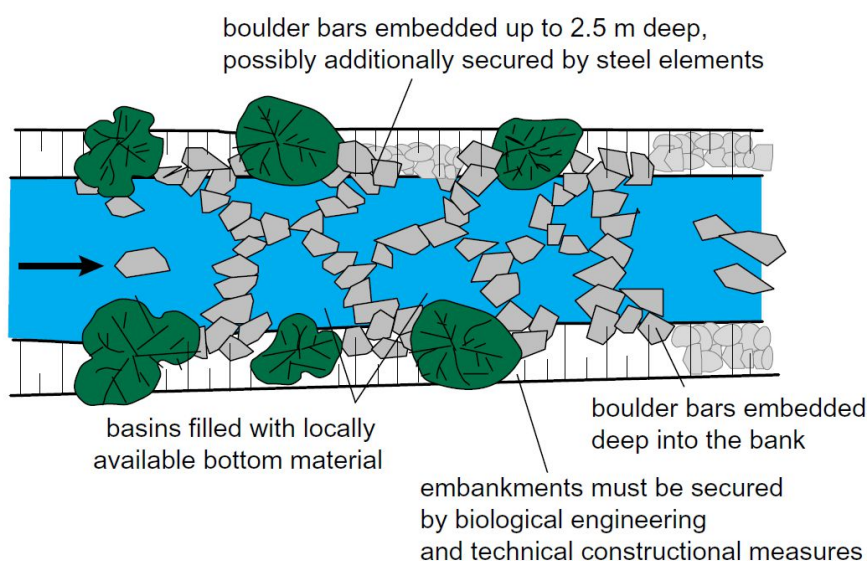 boulder bars embedded up to 2.5 m deep,
possibly additionally secured by steel elements
basins filled with locally
available bottom material
boulder bars embedded
deep into the bank
embankments must be secured
by biological engineering
and technical constructional measures